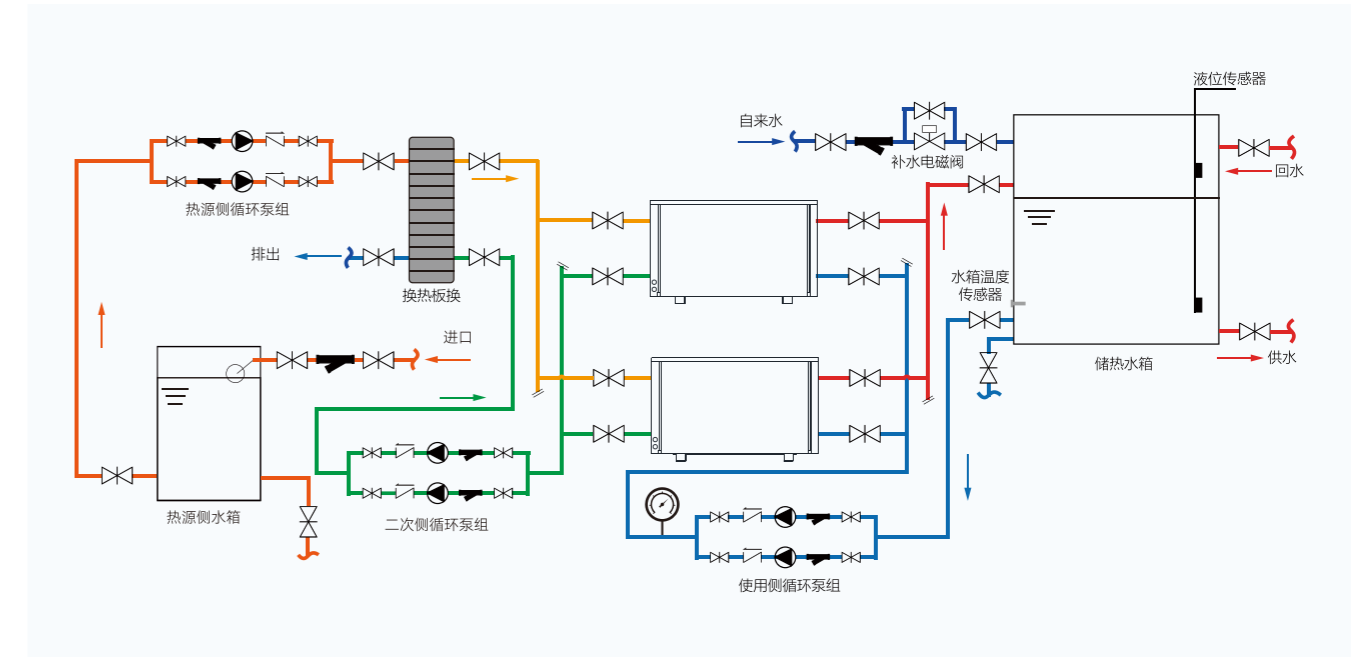 液位传感器
自来水
补水电磁阀
回水
热源侧循环泵组
排出
换热板换
水箱温度
传感器
进口
储热水箱
供水
热源侧水箱
二次侧循环泵组
使用侧循环泵组